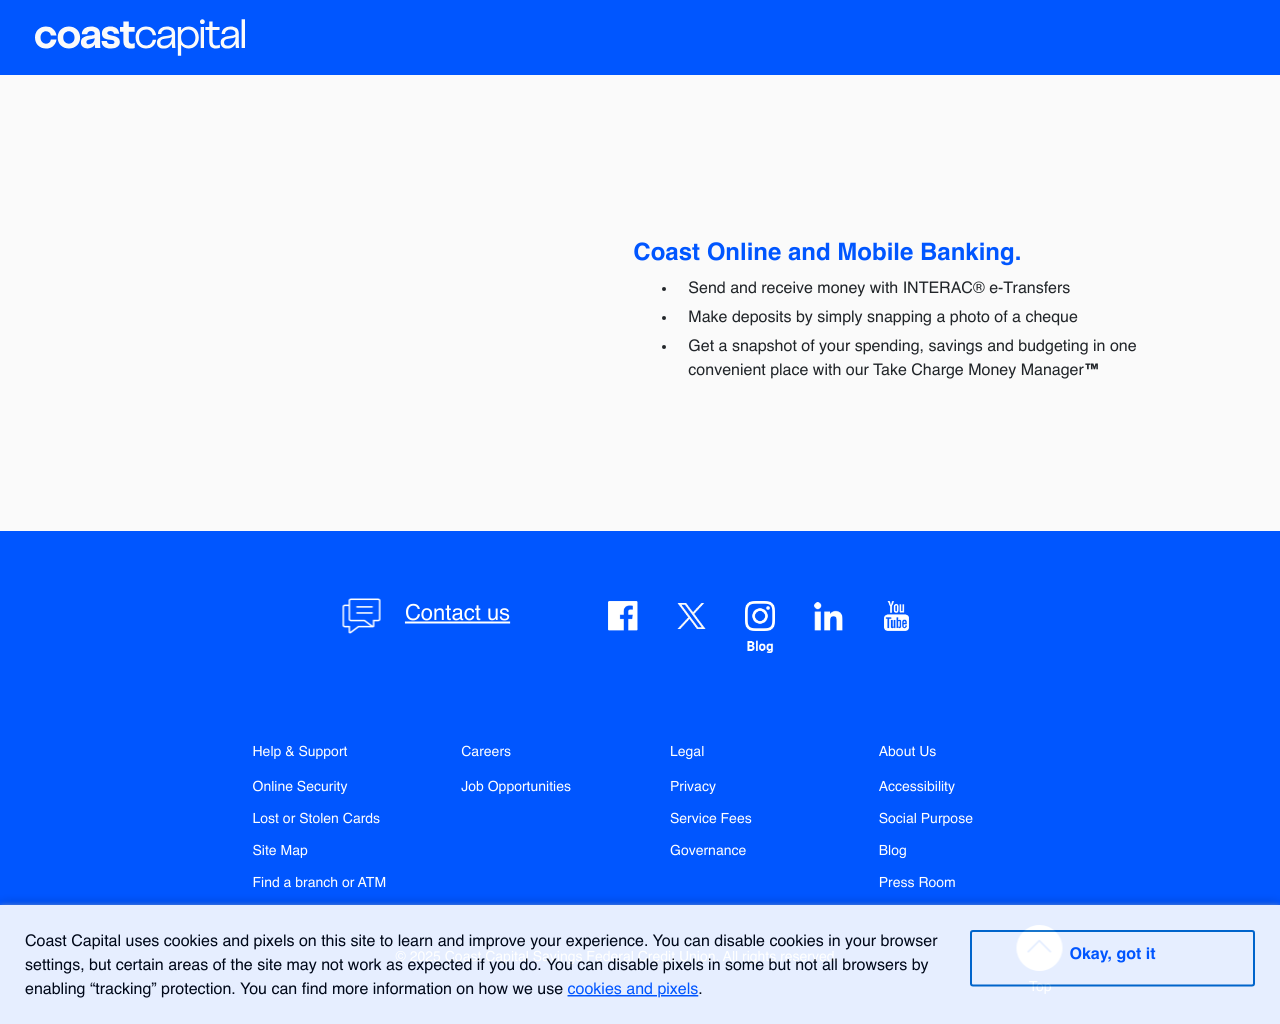 coastcapital
Coast Online and Mobile Banking.
• Send and receive money with INTERAC® e-Transfers
• Make deposits by simply snapping a photo of a cheque
• Get a snapshot of your spending, savings and budgeting in one
convenient place with our Take Charge Money Manager™
Contact us
You
Tube
Blog
Help & Support
Online Security
Lost or Stolen Cards
Site Map
Find a branch or ATM
Careers
Job Opportunities
Legal
Privacy
Service Fees
Governance
About Us
Accessibility
Social Purpose
Blog
Press Room
Coast Capital uses cookies and pixels on this site to learn and improve your experience. You can disable cookies in your browser
settings, but certain areas of the site may not work as expected if you do. You can disable pixels in some but not all browsers by
enabling “tracking” protection. You can find more information on how we use cookies and pixels.
Okay, got it
Top